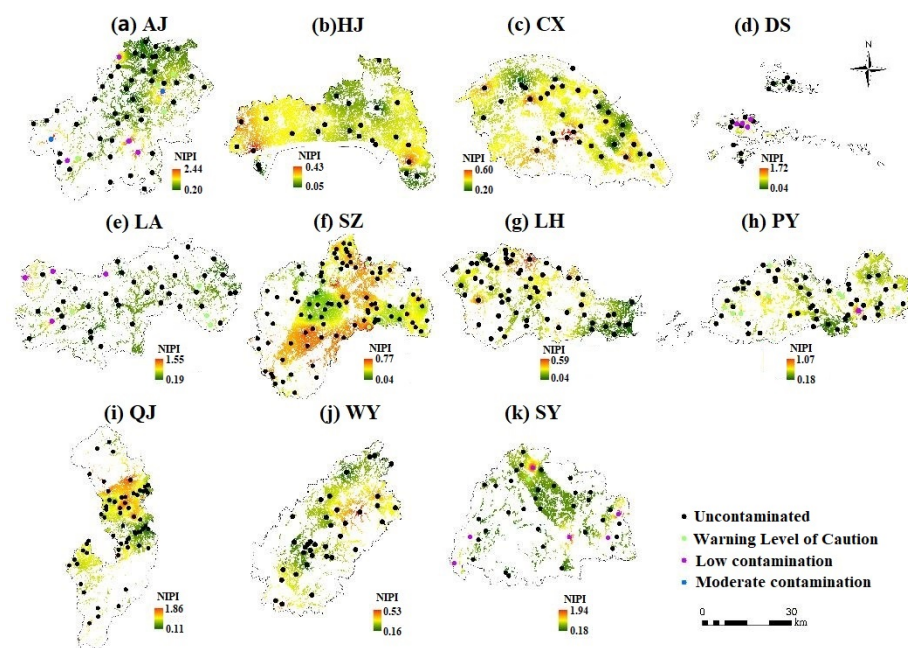 (a) AJ
(b)HJ
(c) CX
(d) DS
N
NIPI
2.44
0.20
NIPI
0.43
0.05
NIPI
0.60
0.20
NIPI
1.72
0.04
(e) LA
(f) SZ
(g) LH
(h) PY
NIPI
1.55
0.19
NIPI
0.77
0.04
NIPI
0.59
0.04
NIPI
1.07
0.18
(i) QJ
(j) WY
(k) SY
NIPI
1.86
0.11
NIPI
0.53
0.16
NIPI
1.94
0.18
Uncontaminated
Warning Level of Caution
Low contamination
Moderate contamination
0 30
km